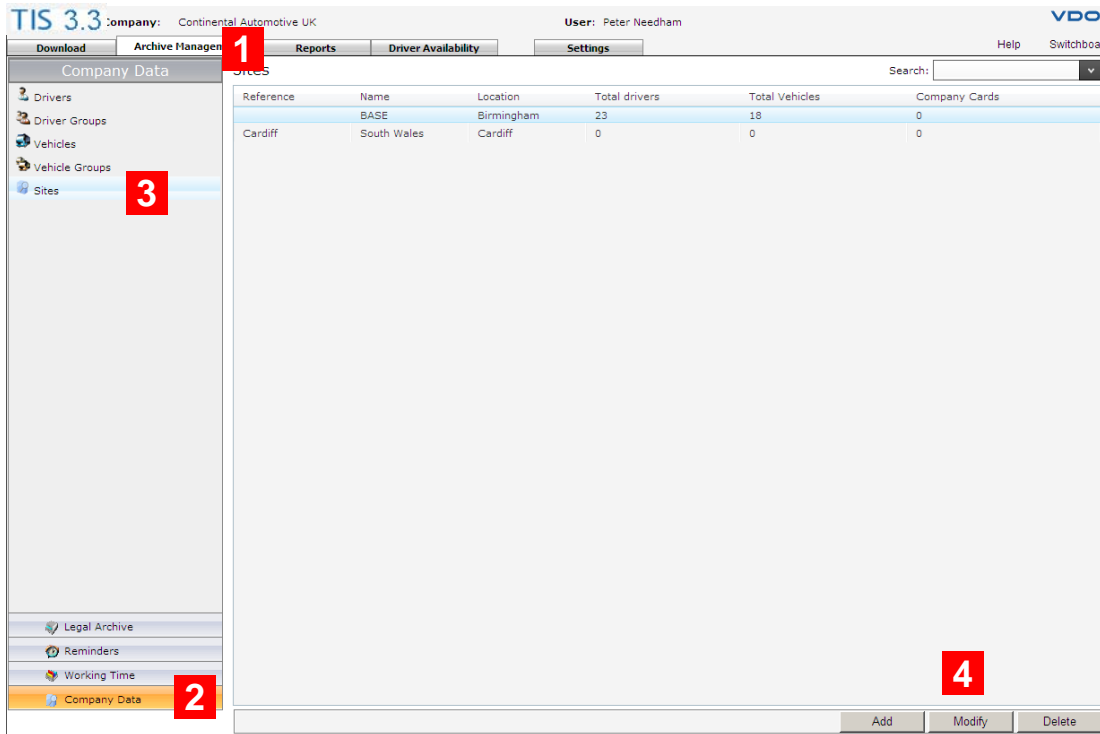 TIS 3.3 ompany: Continental Automotive UK User: Peter Needham VDO
Download Archive Managen 1 Reports Driver Availability Settings Help Switchboa
Company Data Sites Search:
Drivers
Driver Groups
Vehicles
Vehicle Groups
Sites
3
Reference Name Location Total drivers Total Vehicles Company Cards
BASE Birmingham 23 18 0
Cardiff South Wales Cardiff 0 0 0
Legal Archive
Reminders
Working Time
Company Data
2
4
Add Modify Delete